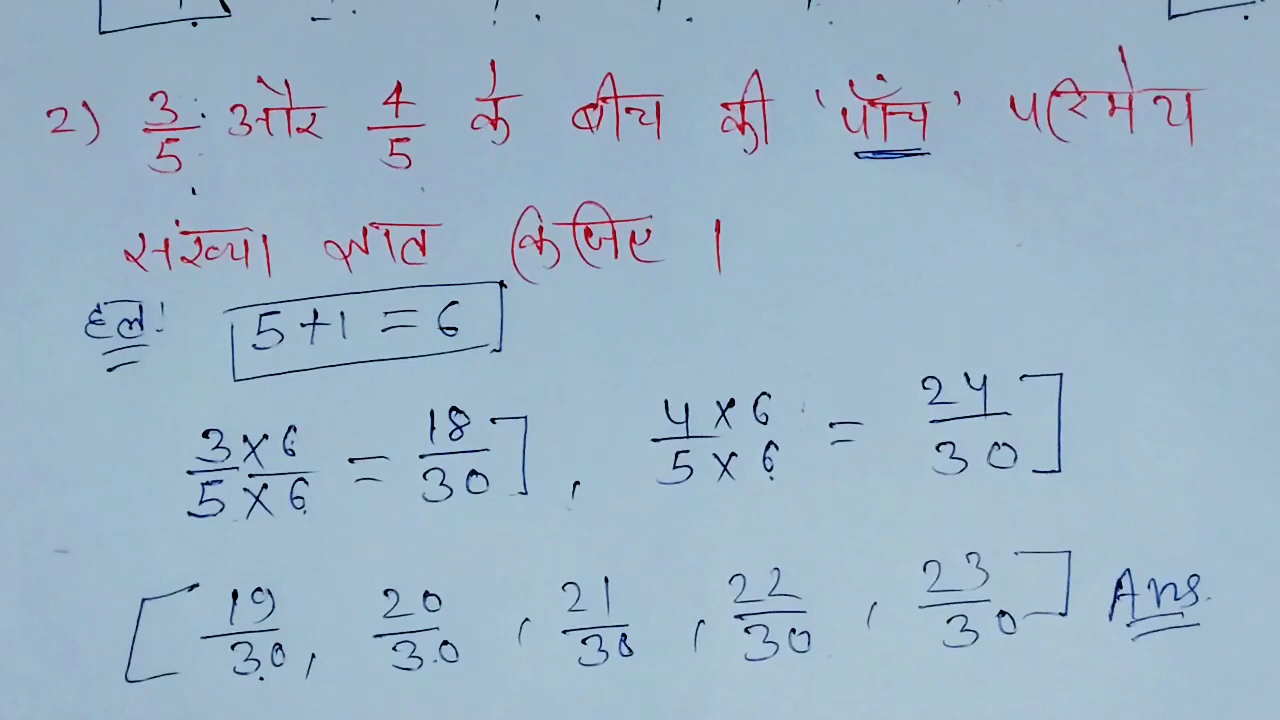 2) 3/5 और 4/5 के बीच की 'पाँच' परिमेय
संख्या ज्ञात किजिए।
हल: 5+1 = 6
3×6/5×6 = 18/30 ] , 4×6/5×6 = 24/30 ]
[ 19/30, 20/30, 21/30, 22/30, 23/30 ] Ans.